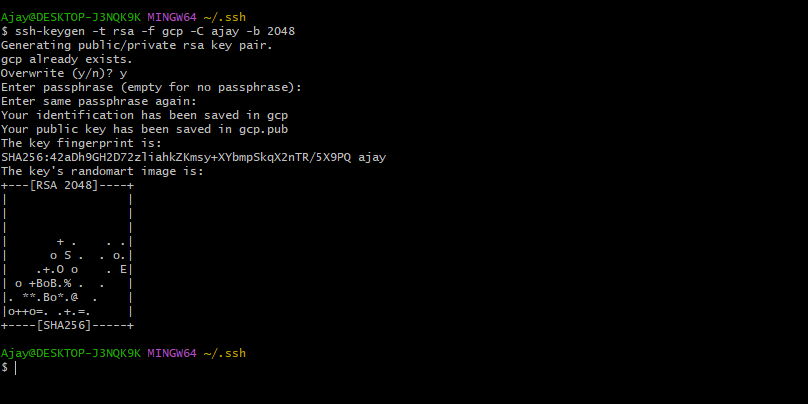 Ajay@DESKTOP-J3NQK9K MINGW64 ~/.ssh
$ ssh-keygen -t rsa -f gcp -C ajay -b 2048
Generating public/private rsa key pair.
gcp already exists.
Overwrite (y/n)? y
Enter passphrase (empty for no passphrase):
Enter same passphrase again:
Your identification has been saved in gcp
Your public key has been saved in gcp.pub
The key fingerprint is:
SHA256:42aDh9GH2D72zliahkZKmsy+XYbmpSkqX2nTR/5X9PQ ajay
The key's randomart image is:
+---[RSA 2048]----+
|                 |
|                 |
|                 |
|       + .    . .|
|      o S .  . o.|
|    .+.O o    . E|
| o +BoB.% .  .   |
|. **.Bo*.@  .    |
|o++o=. .+.=.     |
+----[SHA256]-----+
Ajay@DESKTOP-J3NQK9K MINGW64 ~/.ssh
$